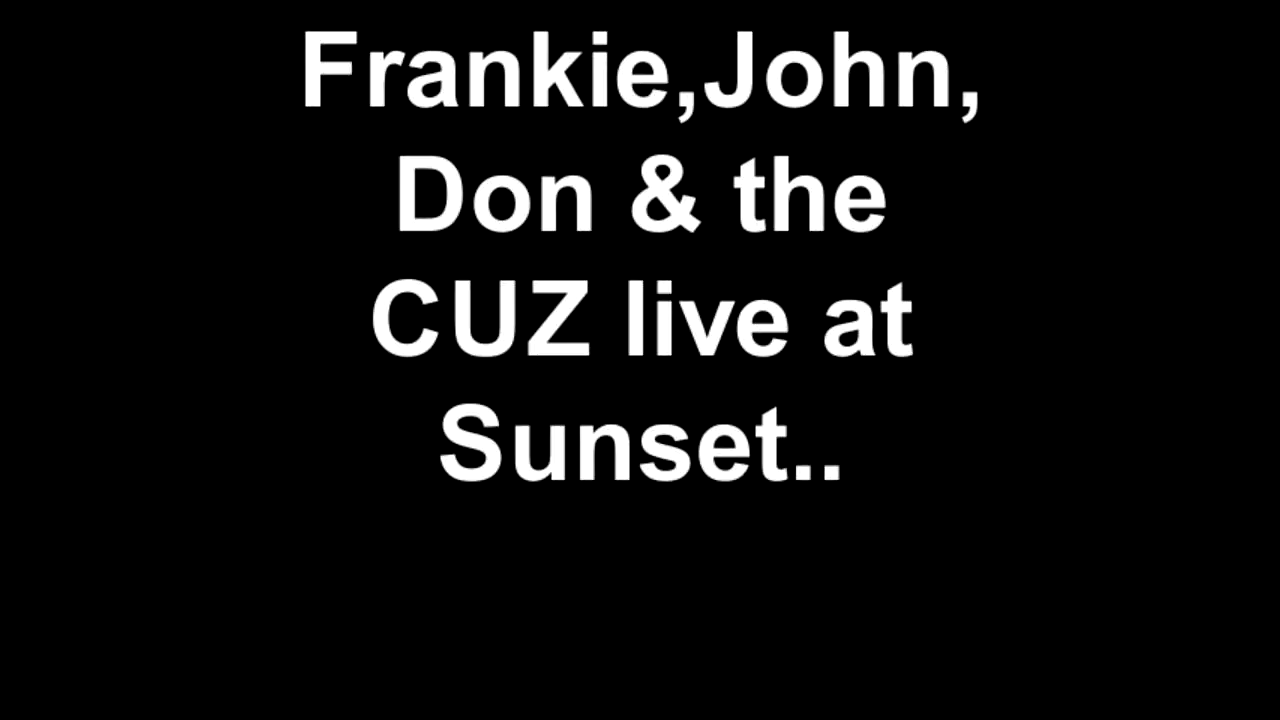 Frankie,John,
Don & the
CUZ live at
Sunset..